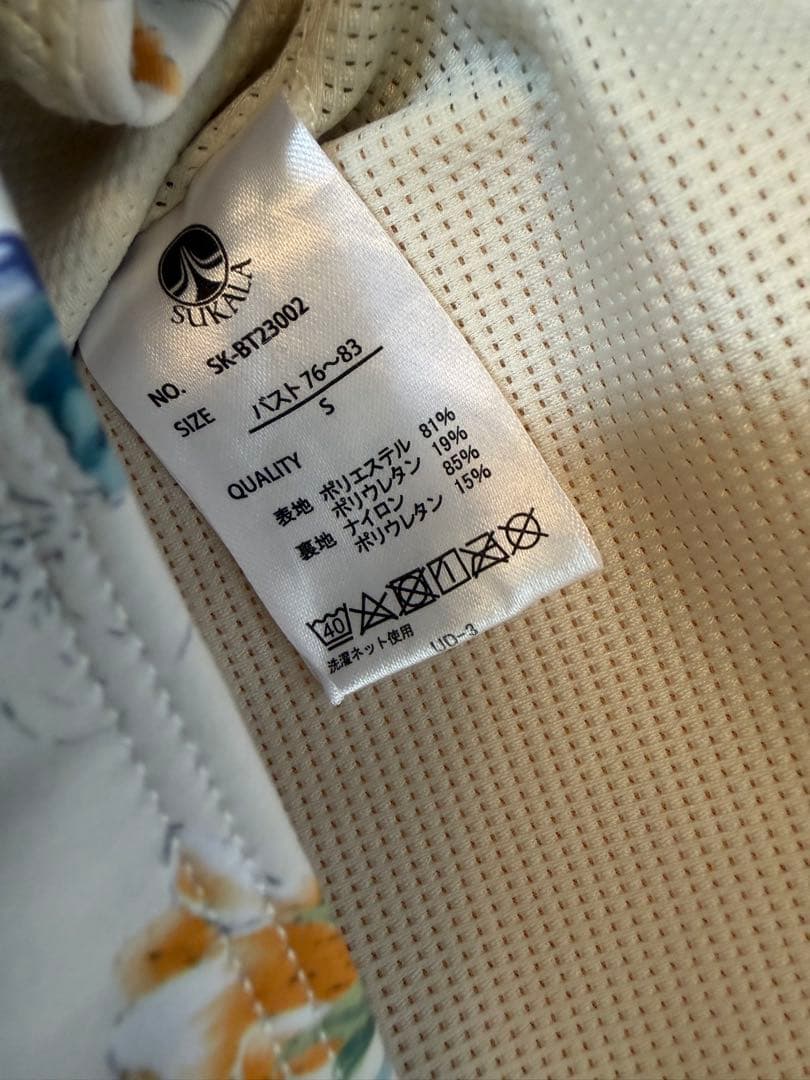 SUKALA
NO. SK-BT23002
SIZE バスト 76～83
S
QUALITY
表地 ポリエステル 81%
ポリウレタン 19%
裏地 ナイロン 85%
ポリウレタン 15%
40
洗濯ネット使用 UD-3